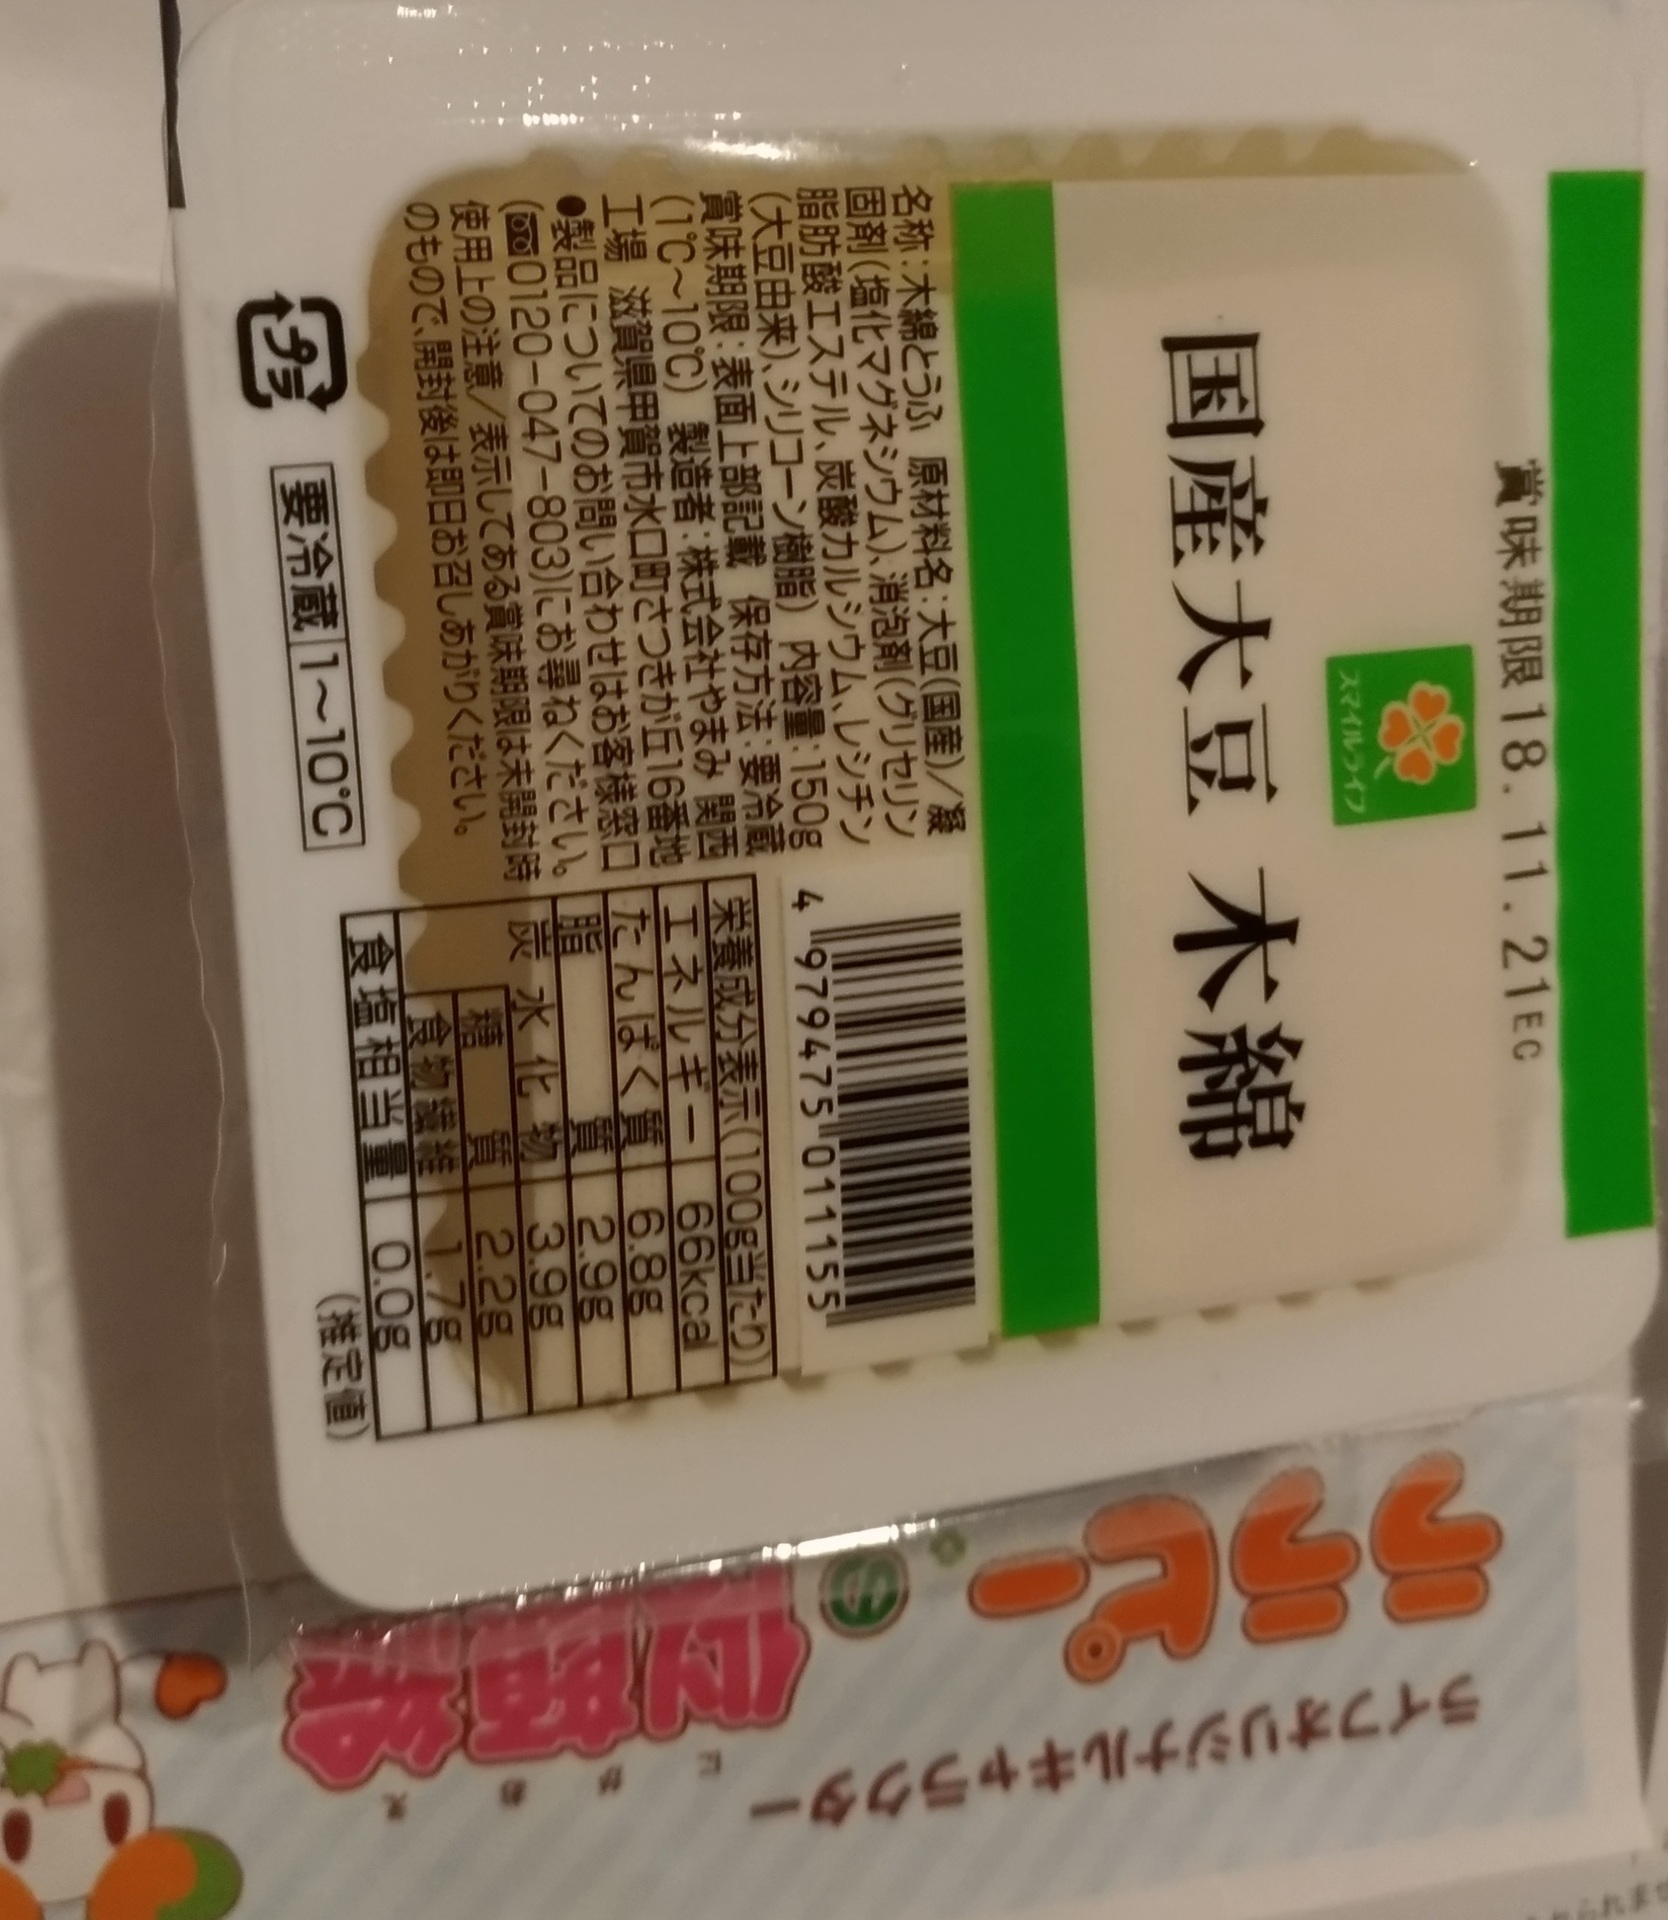 賞味期限 18.11.21EC
スマイルライフ
国産大豆 木綿
名称:木綿とうふ 原材料名:大豆(国産)/凝
固剤(塩化マグネシウム)、消泡剤(グリセリン
脂肪酸エステル、炭酸カルシウム、レシチン
(大豆由来)、シリコーン樹脂) 内容量:150g
賞味期限:表面上部記載 保存方法:要冷蔵
(1℃~10℃) 製造者:株式会社やまみ 関西
工場 滋賀県甲賀市水口町さつきが丘16番地
●製品についてのお問い合わせはお客様窓口
(0120-047-803)にお尋ねください。
使用上の注意/表示してある賞味期限は未開封時
のもので、開封後は即日お召しあがりください。
4 979475 011155
栄養成分表示(100g当たり)
エネルギー 66kcal
たんぱく質 6.8g
脂質 2.9g
炭水化物 3.9g
糖質 2.2g
食物繊維 1.7g
食塩相当量 0.0g
(推定値)
プラ
要冷蔵 1~10℃
ライフオリジナルキャラクター
ララピーの
にがおえ
似顔絵